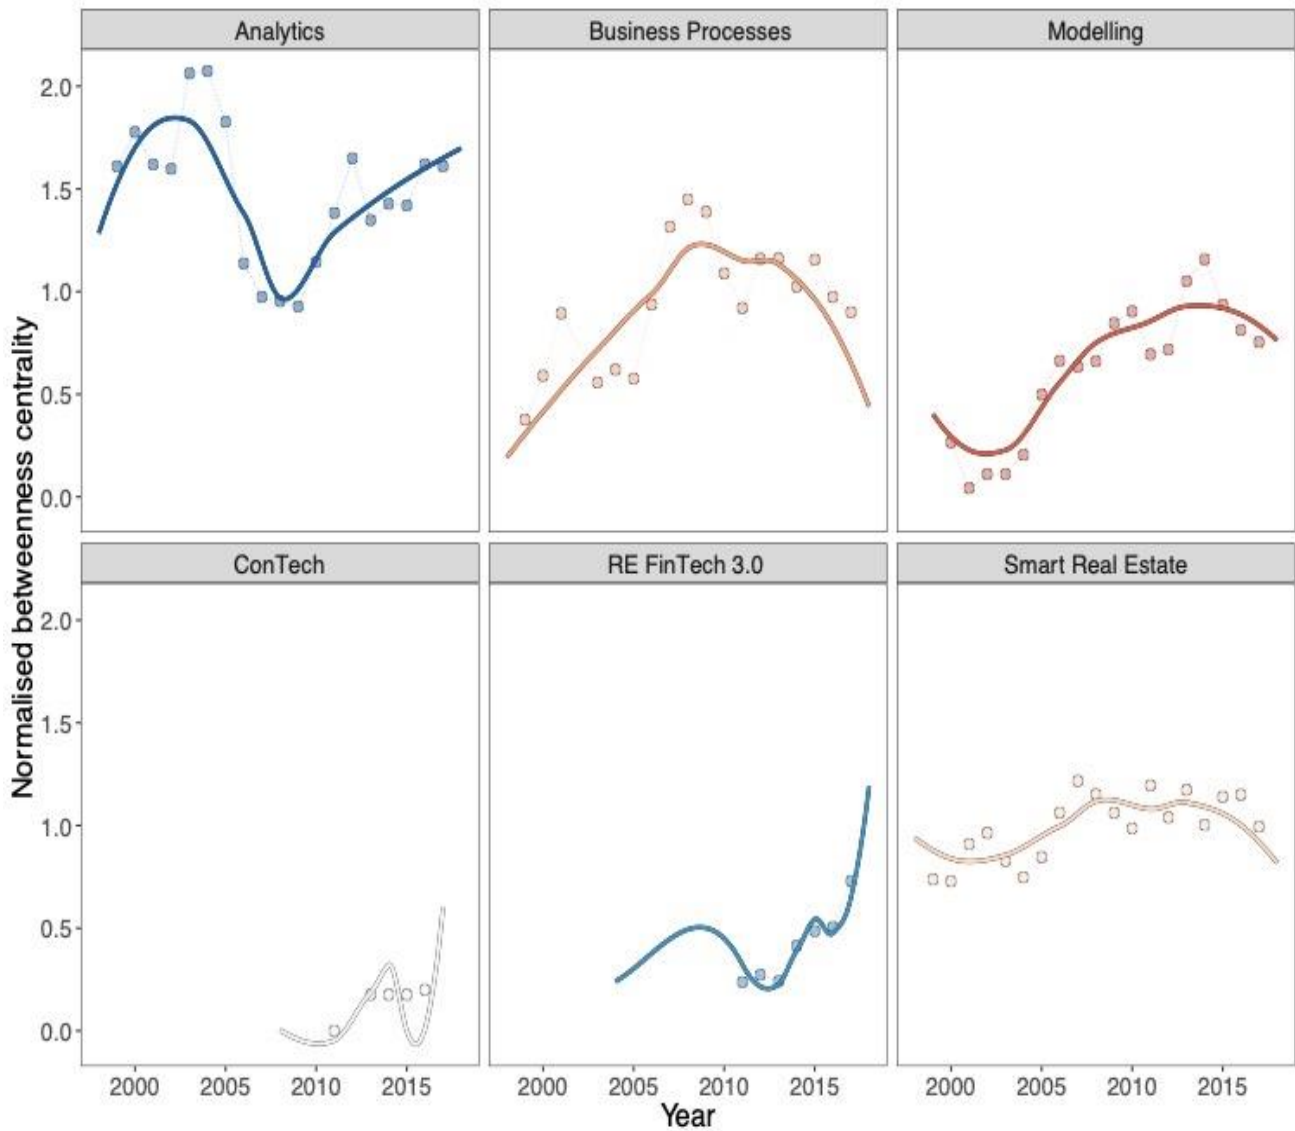 Analytics
Business Processes
Modelling
2.0
1.5
1.0
0.5
0.0
ConTech
RE FinTech 3.0
Smart Real Estate
2.0
1.5
1.0
0.5
0.0
Normalised betweenness centrality
2000 2005 2010 2015
2000 2005 2010 2015
2000 2005 2010 2015
Year